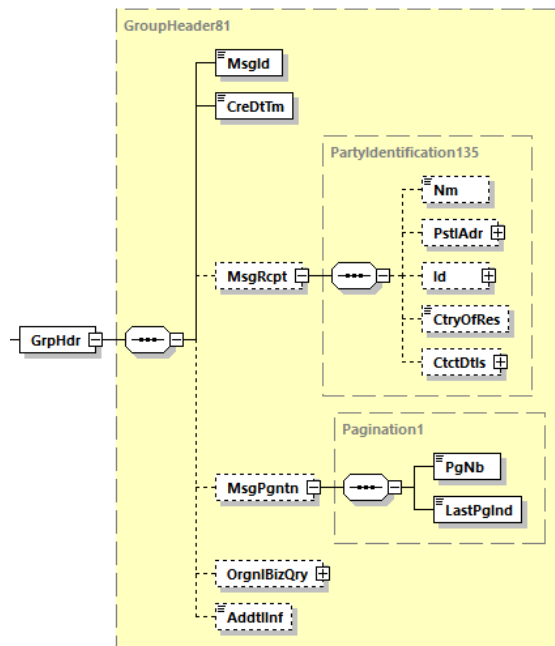 GroupHeader81
MsgId
CreDtTm
PartyIdentification135
Nm
PstlAdr
MsgRcpt
Id
CtryOfRes
GrpHdr
CtctDtls
Pagination1
PgNb
MsgPgntn
LastPgInd
OrgnlBizQry
AddtlInf